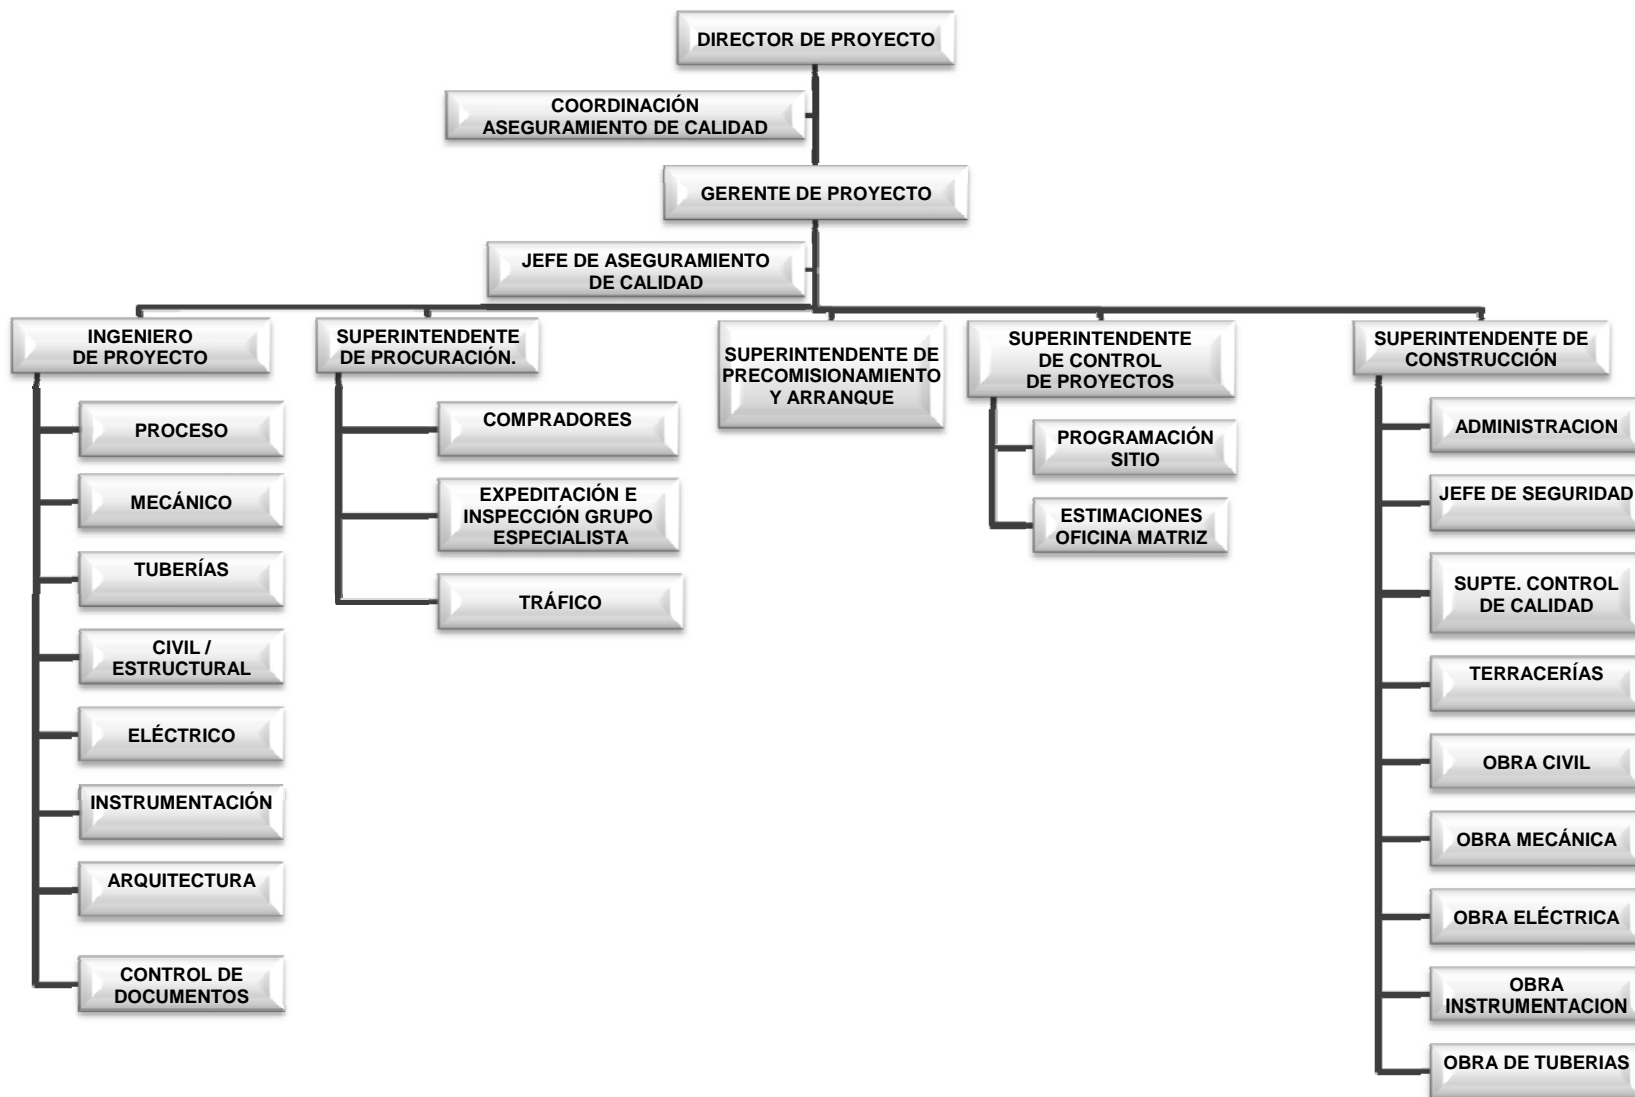 DIRECTOR DE PROYECTO
COORDINACIÓN
ASEGURAMIENTO DE CALIDAD
GERENTE DE PROYECTO
JEFE DE ASEGURAMIENTO
DE CALIDAD
INGENIERO
DE PROYECTO
PROCESO
MECÁNICO
TUBERÍAS
CIVIL /
ESTRUCTURAL
ELÉCTRICO
INSTRUMENTACIÓN
ARQUITECTURA
CONTROL DE
DOCUMENTOS
SUPERINTENDENTE
DE PROCURACIÓN.
COMPRADORES
EXPEDITACIÓN E
INSPECCIÓN GRUPO
ESPECIALISTA
TRÁFICO
SUPERINTENDENTE DE
PRECOMISIONAMIENTO
Y ARRANQUE
SUPERINTENDENTE
DE CONTROL
DE PROYECTOS
PROGRAMACIÓN
SITIO
ESTIMACIONES
OFICINA MATRIZ
SUPERINTENDENTE DE
CONSTRUCCIÓN
ADMINISTRACION
JEFE DE SEGURIDAD
SUPTE. CONTROL
DE CALIDAD
TERRACERÍAS
OBRA CIVIL
OBRA MECÁNICA
OBRA ELÉCTRICA
OBRA
INSTRUMENTACION
OBRA DE TUBERIAS